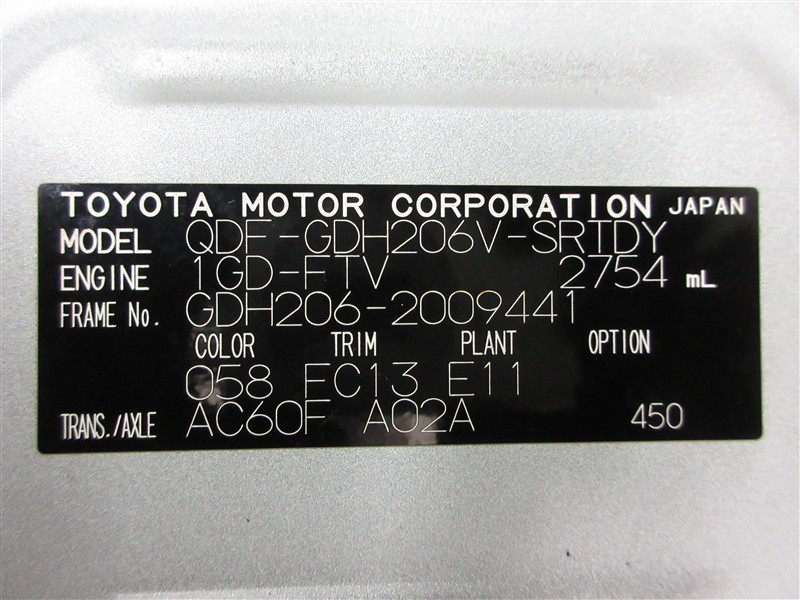 TOYOTA MOTOR CORPORATION JAPAN
MODEL QDF-GDH206V-SRTDY
ENGINE 1GD-FTV 2754 mL
FRAME No. GDH206-2009441
COLOR TRIM PLANT OPTION
058 FC13 E11
TRANS./AXLE AC60F A02A 450